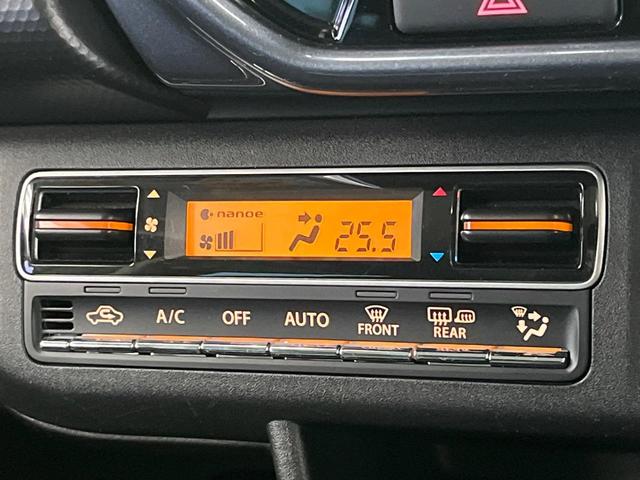 nanoe
25.5
A/C
OFF
AUTO
FRONT
REAR